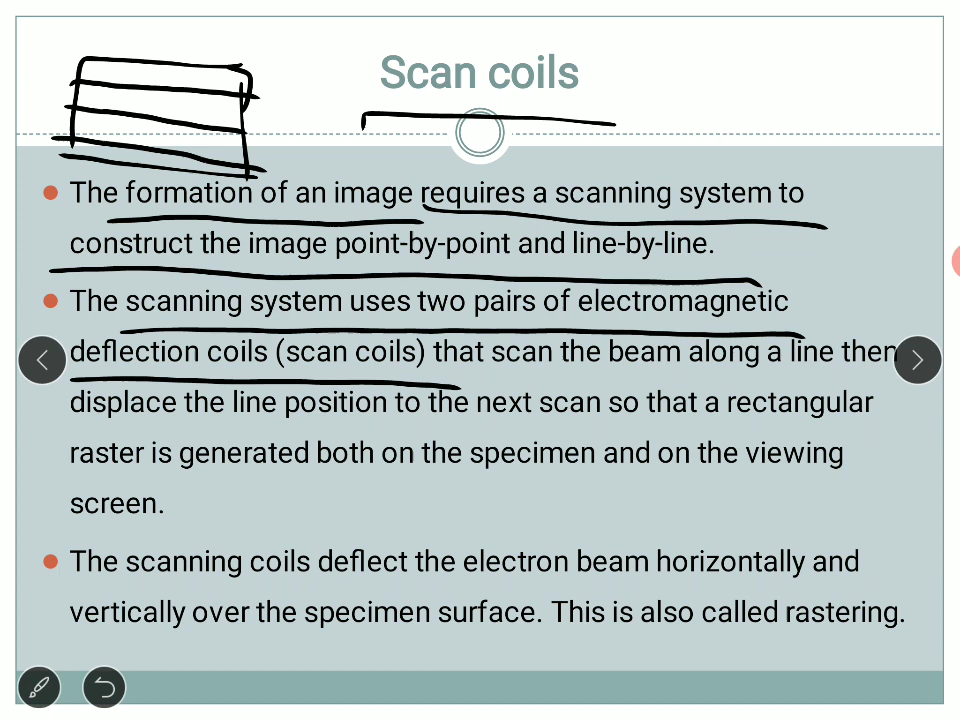 Scan coils
The formation of an image requires a scanning system to
construct the image point-by-point and line-by-line.
The scanning system uses two pairs of electromagnetic
deflection coils (scan coils) that scan the beam along a line then
displace the line position to the next scan so that a rectangular
raster is generated both on the specimen and on the viewing
screen.
The scanning coils deflect the electron beam horizontally and
vertically over the specimen surface. This is also called rastering.